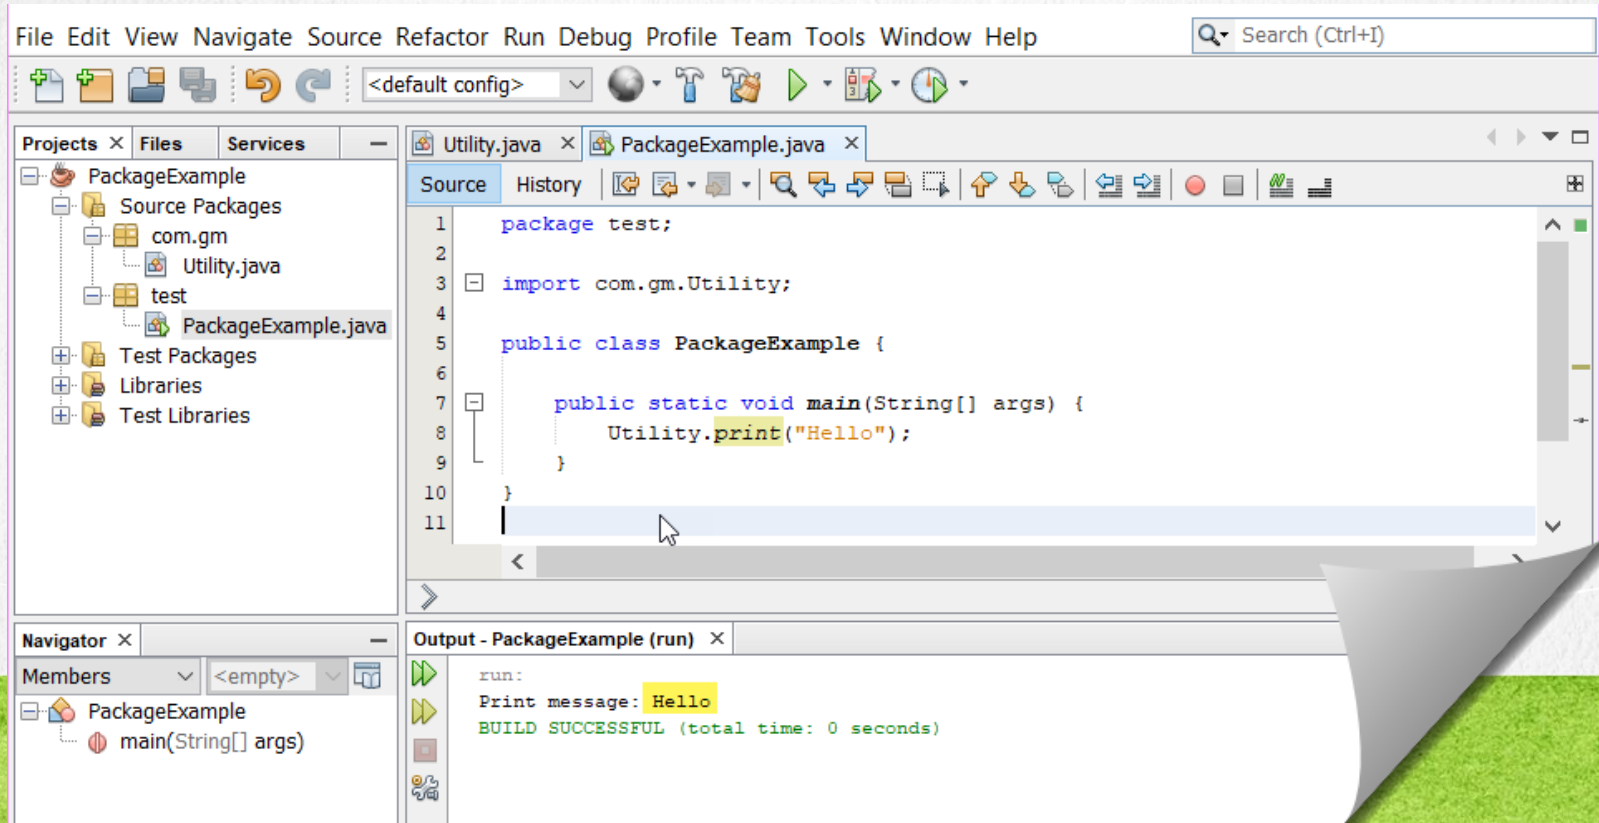 File Edit View Navigate Source Refactor Run Debug Profile Team Tools Window Help
Search (Ctrl+I)
<default config>
Projects Files Services
PackageExample
Source Packages
com.gm
Utility.java
test
PackageExample.java
Test Packages
Libraries
Test Libraries
Utility.java PackageExample.java
Source History
1 package test;
2
3 import com.gm.Utility;
4
5 public class PackageExample {
6
7 public static void main(String[] args) {
8 Utility.print("Hello");
9 }
10 }
11
Navigator
Members <empty>
PackageExample
main(String[] args)
Output - PackageExample (run)
run:
Print message: Hello
BUILD SUCCESSFUL (total time: 0 seconds)